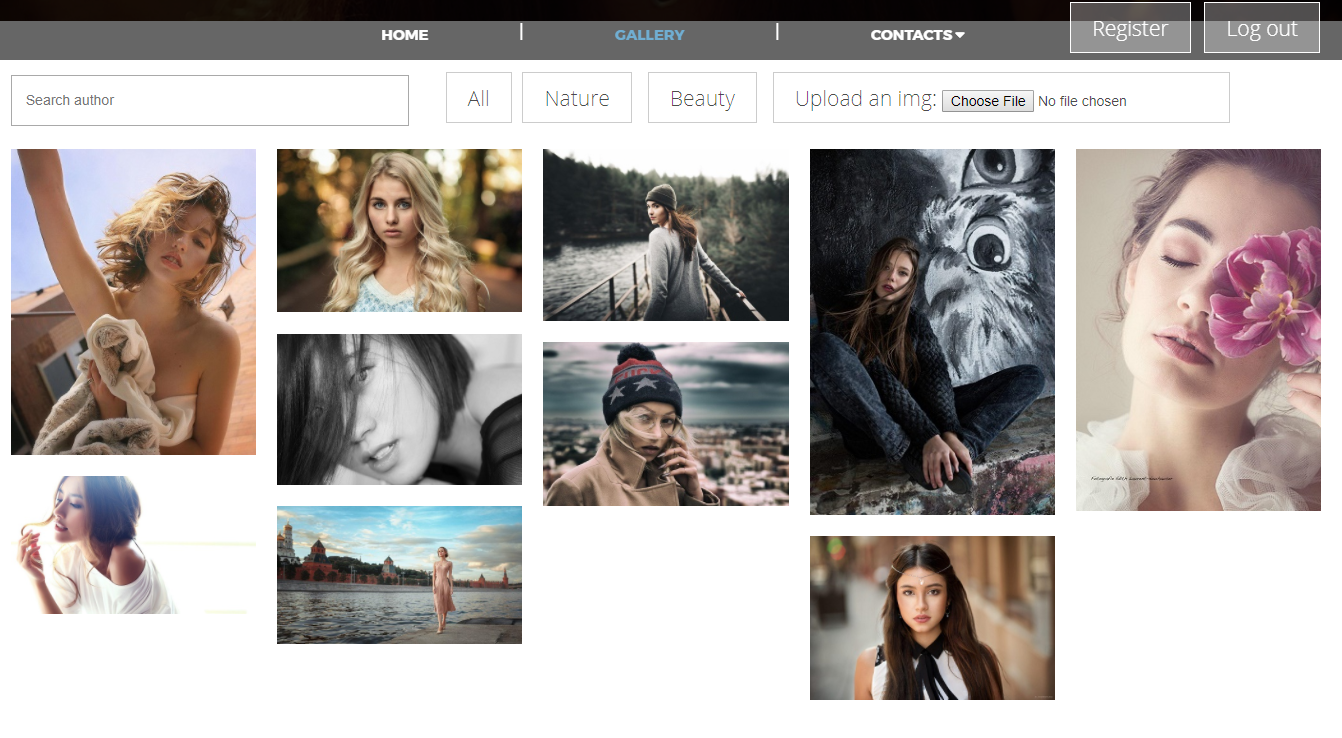 HOME | GALLERY | CONTACTS
Register
Log out
Search author
All
Nature
Beauty
Upload an img: Choose File No file chosen